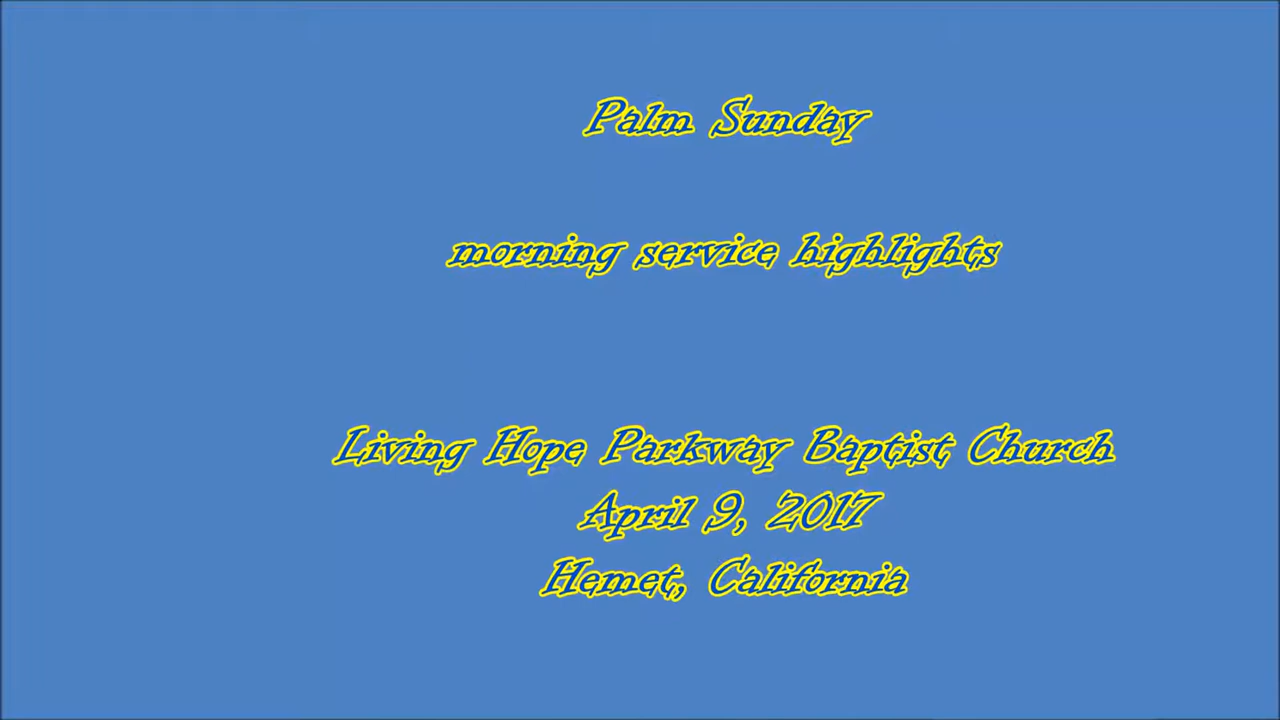 Palm Sunday
morning service highlights
Living Hope Parkway Baptist Church
April 9, 2017
Hemet, California